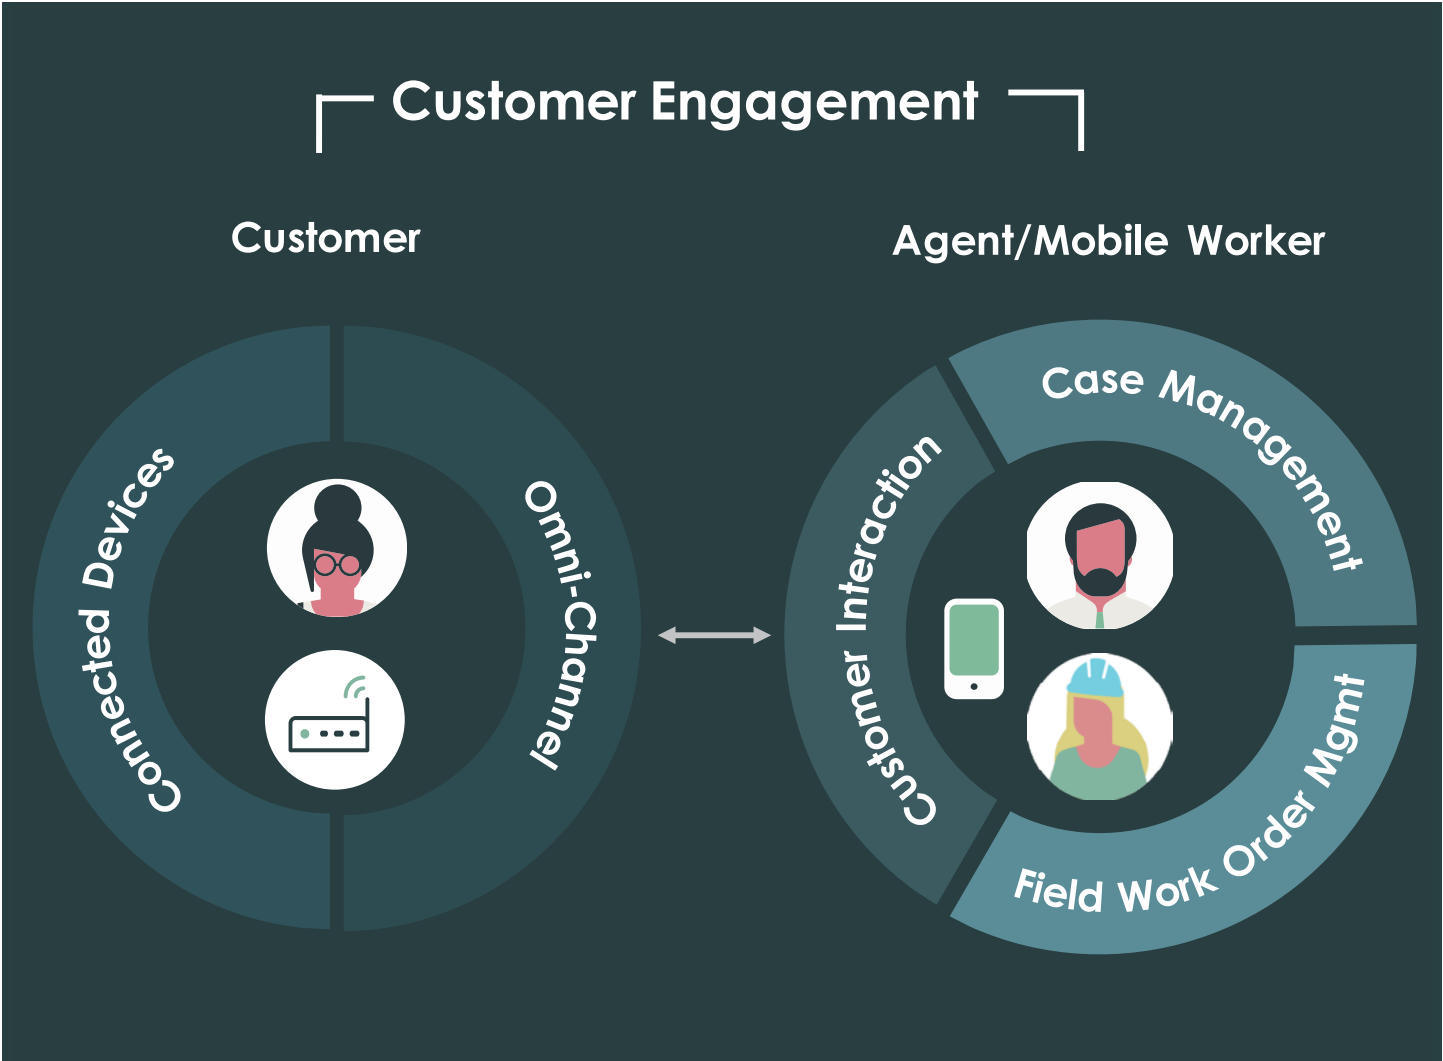 Customer Engagement
Customer
Agent/Mobile Worker
Connected Devices
Omni-Channel
Customer Interaction
Case Management
Field Work Order Mgmt